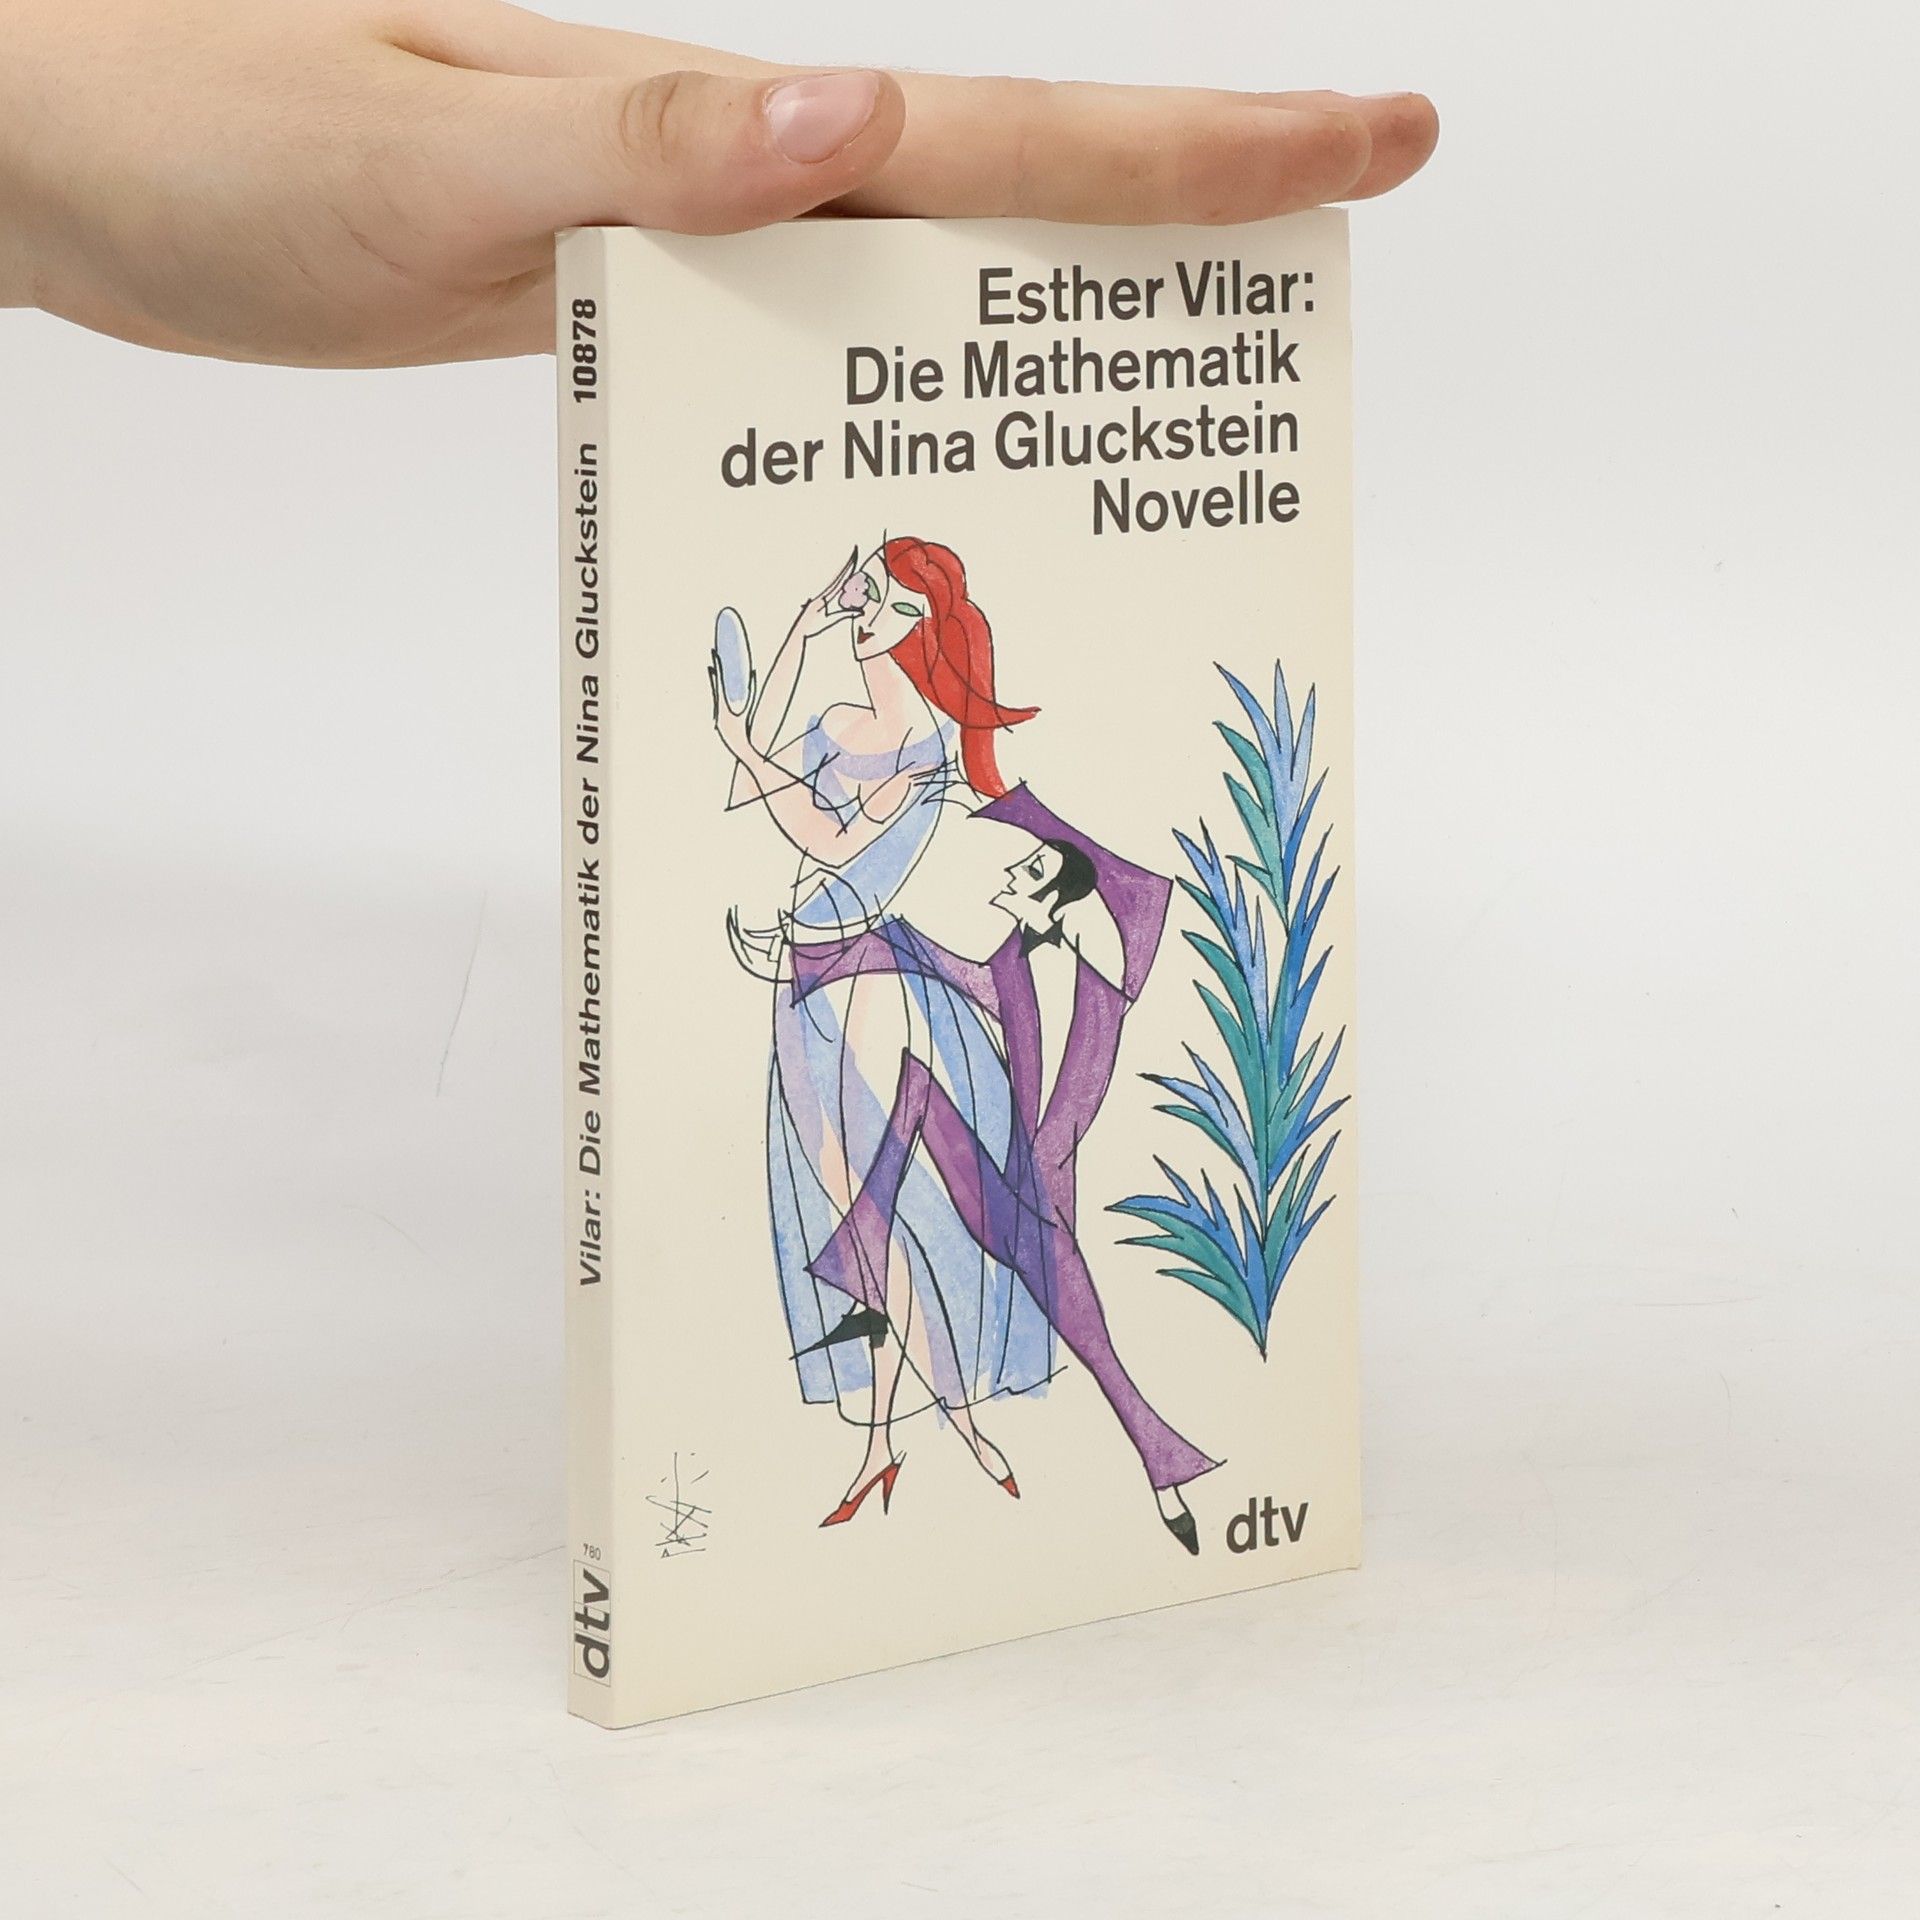 Esther Vilar:
Die Mathematik
der Nina Gluckstein
Novelle
dtv
Vilar: Die Mathematik der Nina Gluckstein 10878
780
dtv